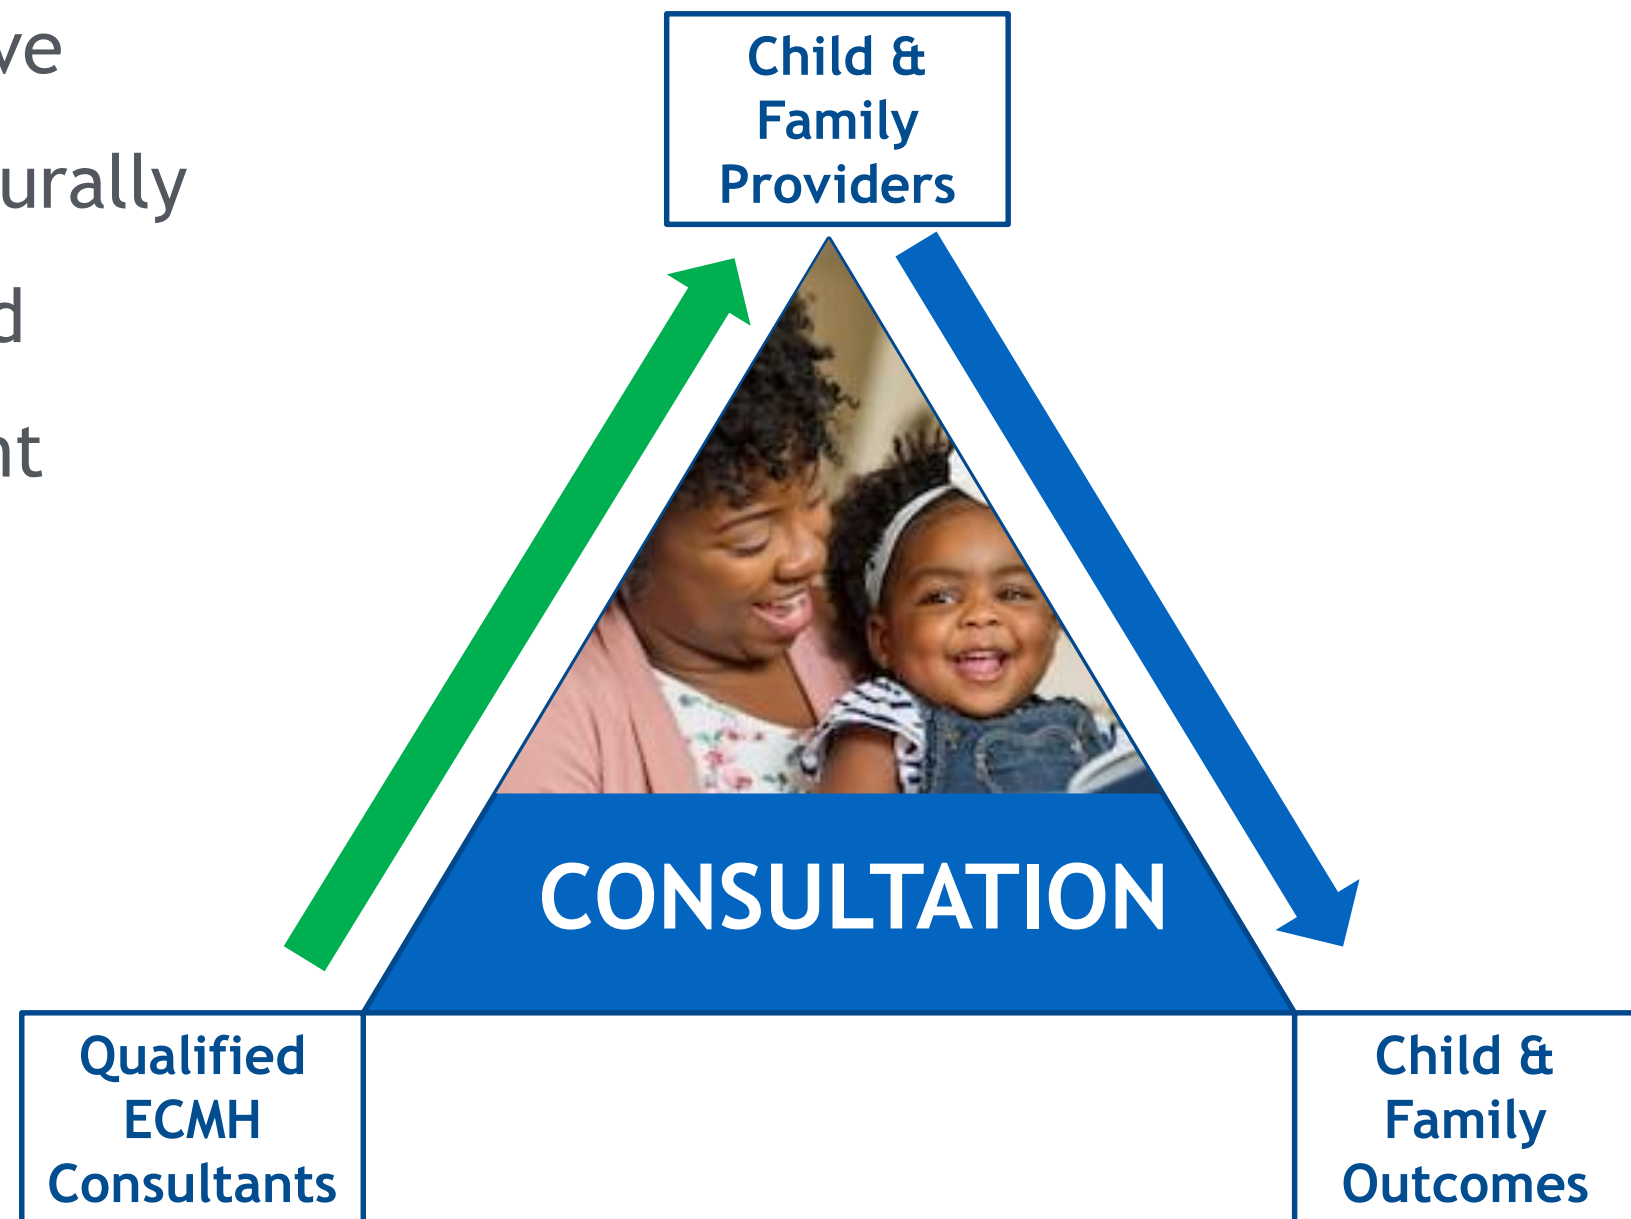 ve
urally
d
nt
Child &
Family
Providers
CONSULTATION
Qualified
ECMH
Consultants
Child &
Family
Outcomes